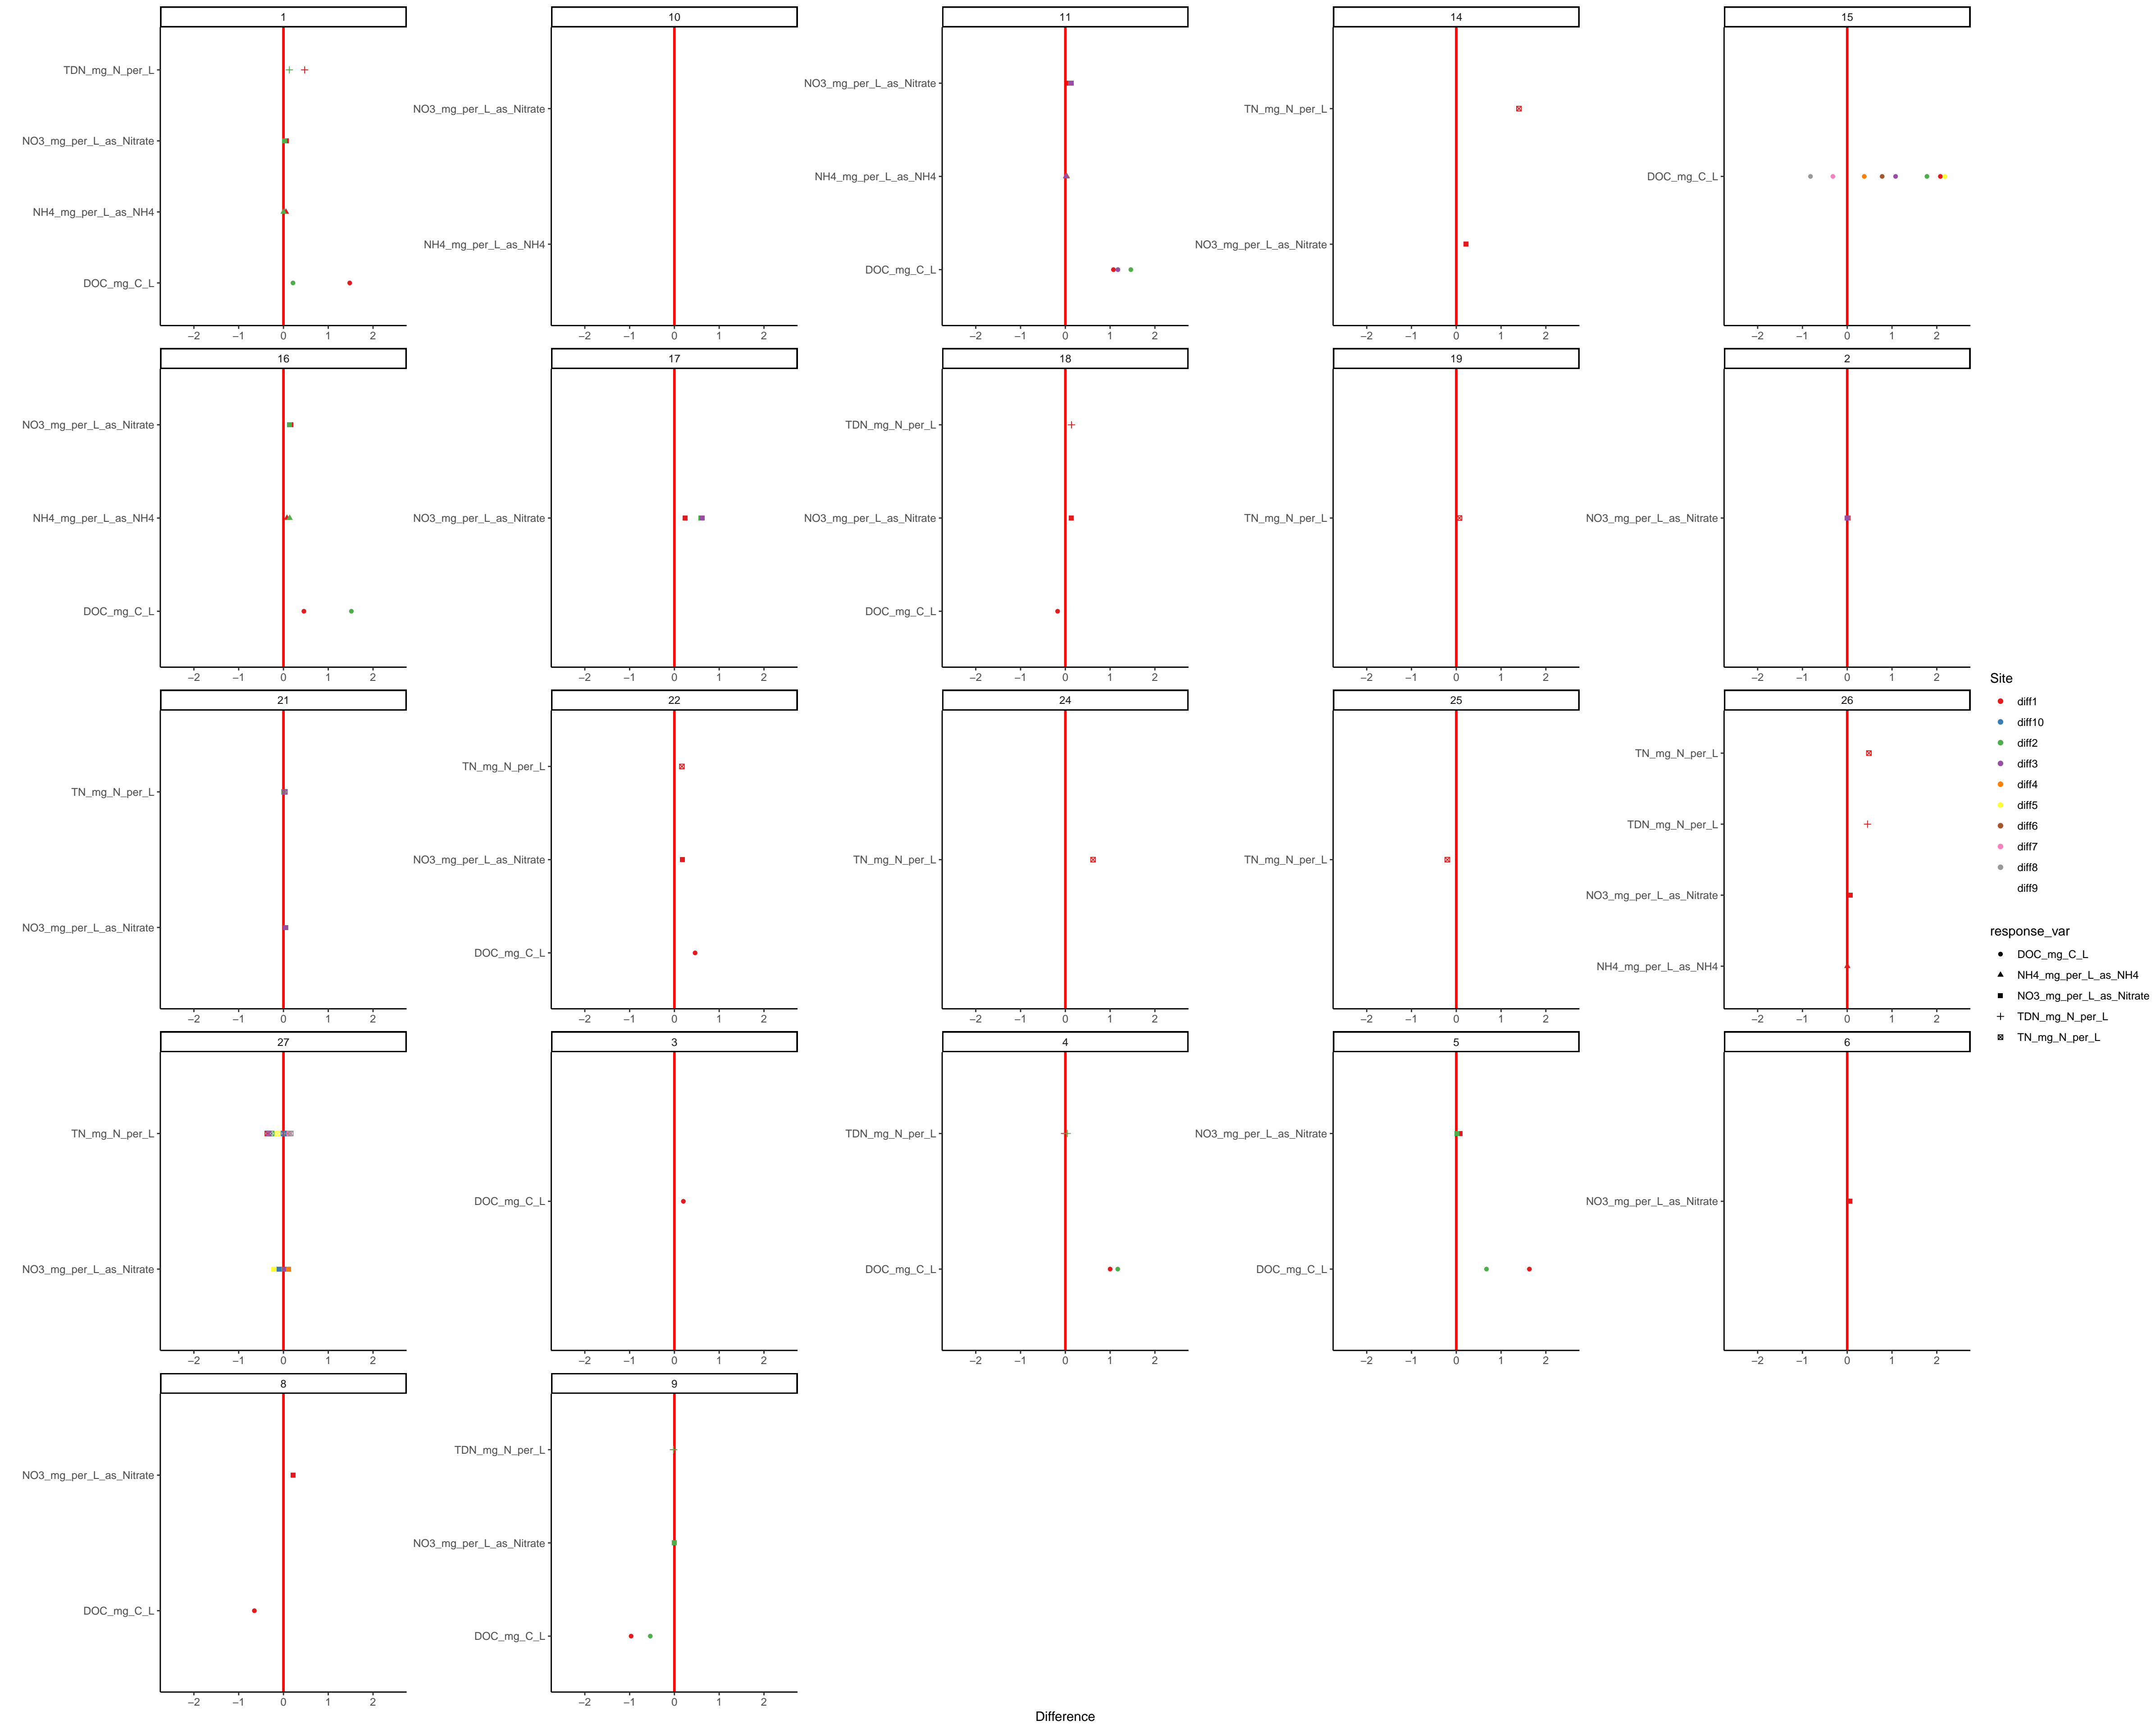 1
10
11
14
15
TDN_mg_N_per_L
NO3_mg_per_L_as_Nitrate
NH4_mg_per_L_as_NH4
DOC_mg_C_L
−2 −1 0 1 2
NO3_mg_per_L_as_Nitrate
NH4_mg_per_L_as_NH4
−2 −1 0 1 2
NO3_mg_per_L_as_Nitrate
NH4_mg_per_L_as_NH4
DOC_mg_C_L
−2 −1 0 1 2
TN_mg_N_per_L
NO3_mg_per_L_as_Nitrate
−2 −1 0 1 2
DOC_mg_C_L
−2 −1 0 1 2
16
17
18
19
2
NO3_mg_per_L_as_Nitrate
NH4_mg_per_L_as_NH4
DOC_mg_C_L
−2 −1 0 1 2
NO3_mg_per_L_as_Nitrate
−2 −1 0 1 2
TDN_mg_N_per_L
NO3_mg_per_L_as_Nitrate
DOC_mg_C_L
−2 −1 0 1 2
TN_mg_N_per_L
−2 −1 0 1 2
NO3_mg_per_L_as_Nitrate
−2 −1 0 1 2
21
22
24
25
26
TN_mg_N_per_L
NO3_mg_per_L_as_Nitrate
−2 −1 0 1 2
TN_mg_N_per_L
NO3_mg_per_L_as_Nitrate
DOC_mg_C_L
−2 −1 0 1 2
TN_mg_N_per_L
−2 −1 0 1 2
TN_mg_N_per_L
−2 −1 0 1 2
TN_mg_N_per_L
TDN_mg_N_per_L
NO3_mg_per_L_as_Nitrate
NH4_mg_per_L_as_NH4
−2 −1 0 1 2
27
3
4
5
6
TN_mg_N_per_L
NO3_mg_per_L_as_Nitrate
−2 −1 0 1 2
DOC_mg_C_L
−2 −1 0 1 2
TDN_mg_N_per_L
DOC_mg_C_L
−2 −1 0 1 2
NO3_mg_per_L_as_Nitrate
DOC_mg_C_L
−2 −1 0 1 2
NO3_mg_per_L_as_Nitrate
−2 −1 0 1 2
8
9
NO3_mg_per_L_as_Nitrate
DOC_mg_C_L
−2 −1 0 1 2
TDN_mg_N_per_L
NO3_mg_per_L_as_Nitrate
DOC_mg_C_L
−2 −1 0 1 2
Difference
Site
diff1
diff10
diff2
diff3
diff4
diff5
diff6
diff7
diff8
diff9
response_var
DOC_mg_C_L
NH4_mg_per_L_as_NH4
NO3_mg_per_L_as_Nitrate
TDN_mg_N_per_L
TN_mg_N_per_L